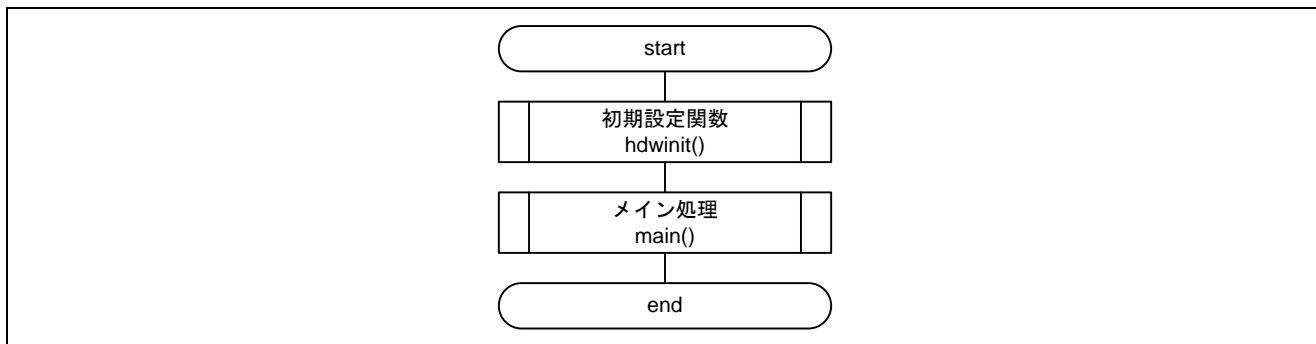 start
初期設定関数
hdwinit()
メイン処理
main()
end